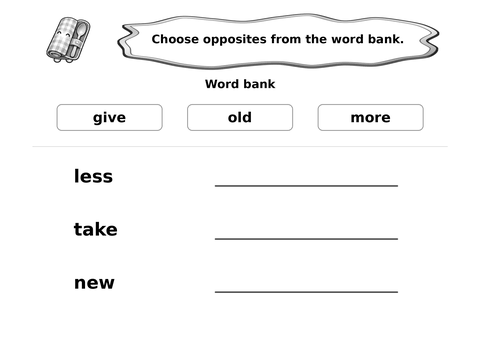 Choose opposites from the word bank.
Word bank
give old more
less
take
new